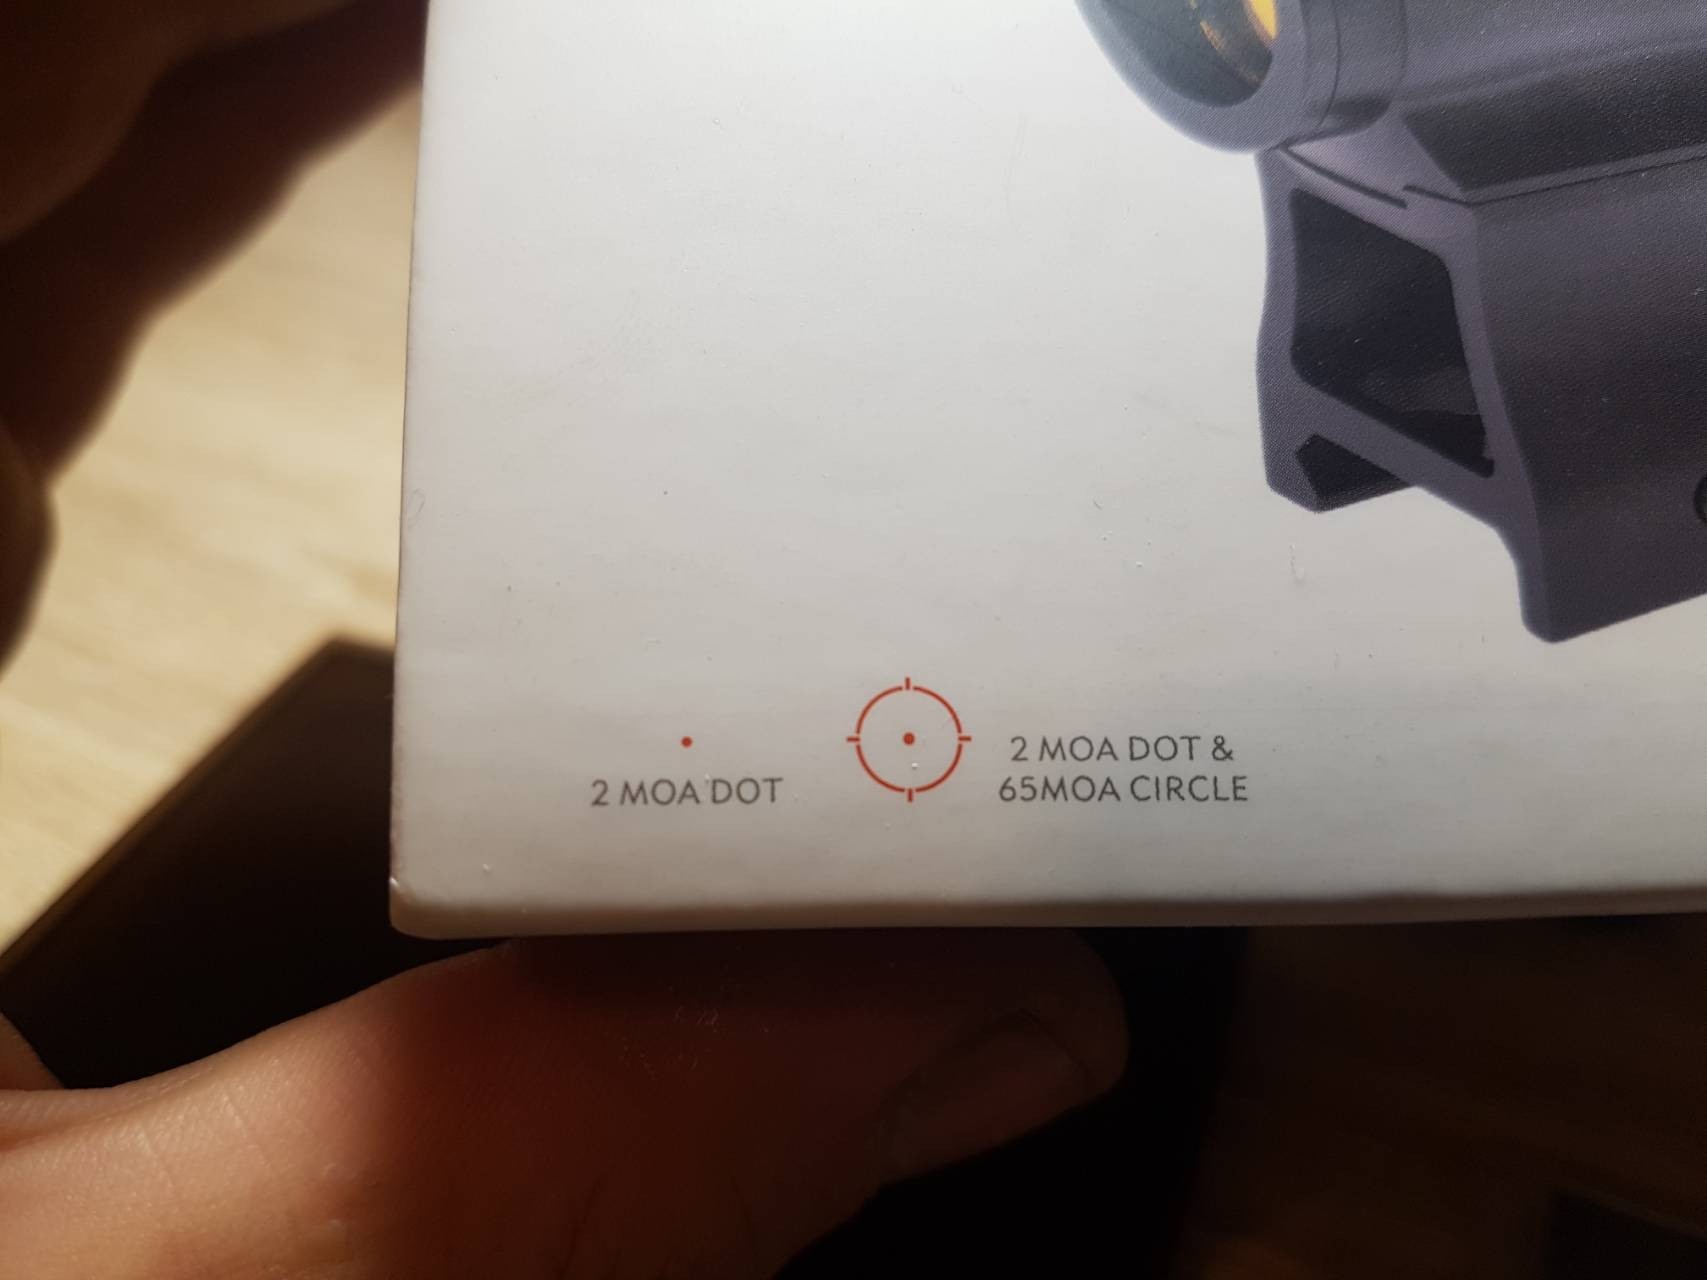 2 MOA DOT
2 MOA DOT &
65MOA CIRCLE